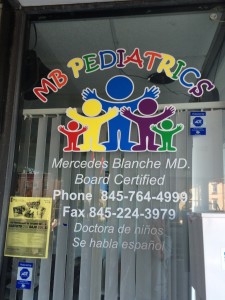 MB PEDIATRICS
Mercedes Blanche MD.
Board Certified
Phone 845-764-4999
Fax 845-224-3979
Doctora de niños
Se habla español